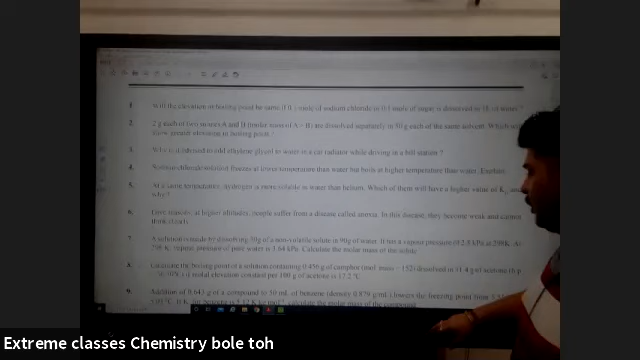 1. Will the elevation in boiling point be same if 0.1 mole of sodium chloride or 0.1 mole of sugar is dissolved in 1L of water?
2. 2 g each of two solutes A and B (molar mass of A > B) are dissolved separately in 50 g each of the same solvent. Which will
show greater elevation in boiling point?
3. Why is it advised to add ethylene glycol to water in a car radiator while driving in a hill station?
4. Sodium chloride solution freezes at lower temperature than water but boils at higher temperature than water. Explain.
5. At a same temperature, hydrogen is more soluble in water than helium. Which of them will have a higher value of K and
why?
6. at higher altitudes, people suffer from a disease called anoxia. In this disease, they become weak and cannot
think clearly.
7. A solution is made by dissolving 30g of a non-volatile solute in 90g of water. It has a vapour pressure of 2.8 kPa at 298K. At
298 K, vapour pressure of pure water is 3.64 kPa. Calculate the molar mass of the solute
8. Calculate the boiling point of a solution containing 0.456 g of camphor (mol mass = 152) dissolved in 31.4 g of acetone (b.p
if molal elevation constant per 100 g of acetone is 17.2 °C
9. Addition of 0.643 g of a compound to 50 mL of benzene (density 0.879 g/mL) lowers the freezing point from
benzene is 5.12 K kg mol calculate the molar mass of the compound
Extreme classes Chemistry bole toh